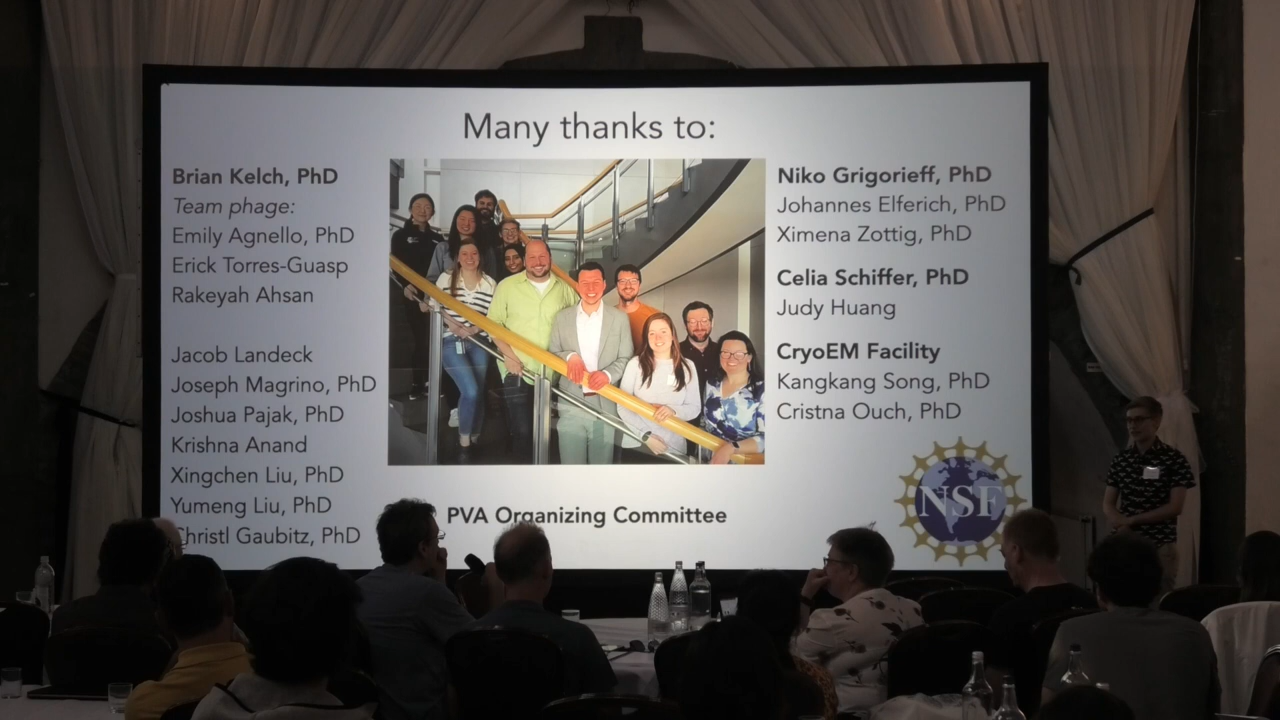 Many thanks to:
Brian Kelch, PhD
Team phage:
Emily Agnello, PhD
Erick Torres-Guasp
Rakeyah Ahsan
Jacob Landeck
Joseph Magrino, PhD
Joshua Pajak, PhD
Krishna Anand
Xingchen Liu, PhD
Yumeng Liu, PhD
Christl Gaubitz, PhD
PVA Organizing Committee
Niko Grigorieff, PhD
Johannes Elferich, PhD
Ximena Zottig, PhD
Celia Schiffer, PhD
Judy Huang
CryoEM Facility
Kangkang Song, PhD
Cristna Ouch, PhD
NSF